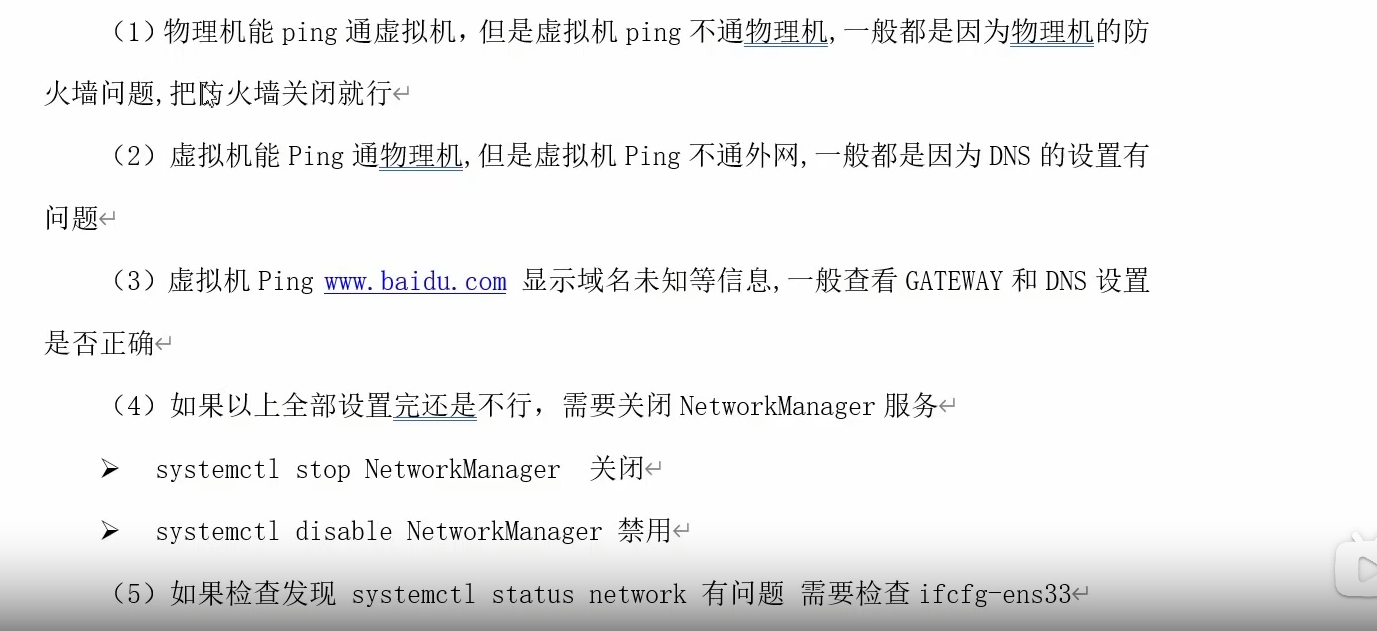 （1）物理机能 ping 通虚拟机，但是虚拟机 ping 不通物理机,一般都是因为物理机的防
火墙问题,把防火墙关闭就行↵
（2）虚拟机能 Ping 通物理机,但是虚拟机 Ping 不通外网,一般都是因为 DNS 的设置有
问题↵
（3）虚拟机 Ping www.baidu.com 显示域名未知等信息,一般查看 GATEWAY 和 DNS 设置
是否正确↵
（4）如果以上全部设置完还是不行，需要关闭 NetworkManager 服务↵
➢ systemctl stop NetworkManager 关闭↵
➢ systemctl disable NetworkManager 禁用↵
（5）如果检查发现 systemctl status network 有问题 需要检查 ifcfg-ens33↵